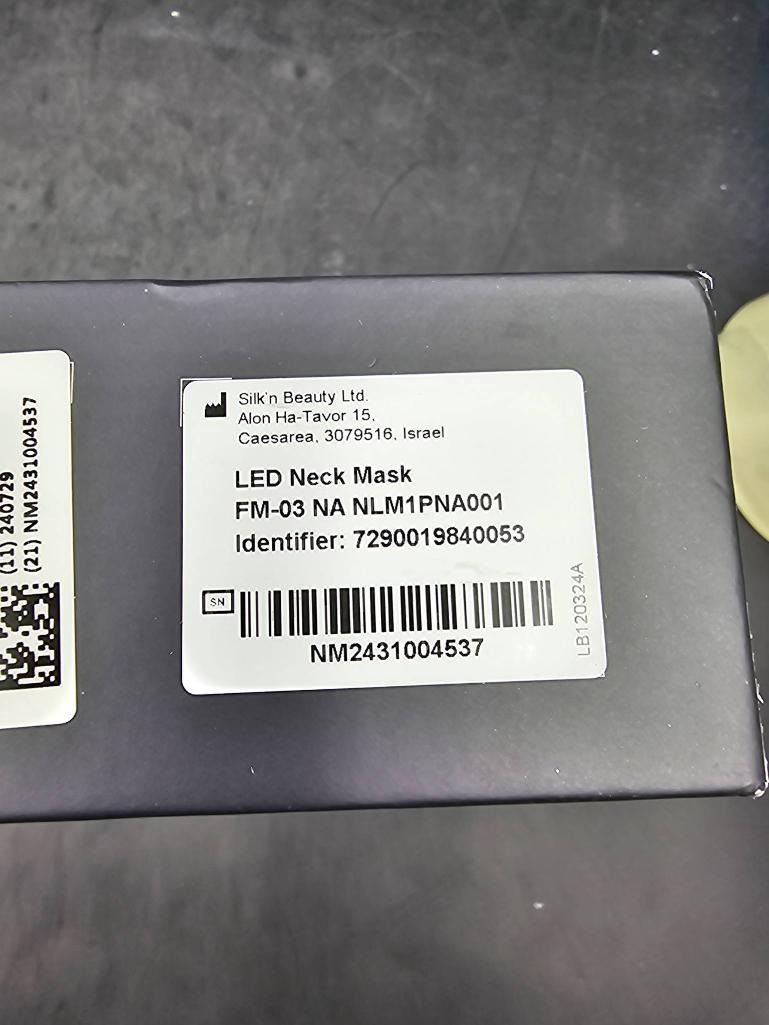 (11) 240729
(21) NM2431004537
Silk'n Beauty Ltd.
Alon Ha-Tavor 15,
Caesarea, 3079516, Israel
LED Neck Mask
FM-03 NA NLM1PNA001
Identifier: 7290019840053
SN
NM2431004537
LB120324A